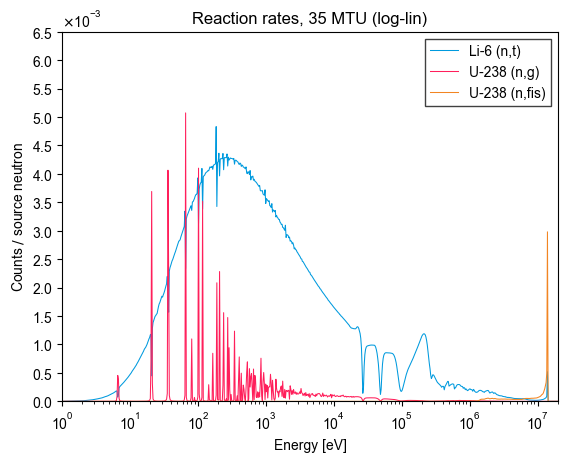 Reaction rates, 35 MTU (log-lin)
×10⁻³
6.5
6.0
5.5
5.0
4.5
4.0
3.5
3.0
2.5
2.0
1.5
1.0
0.5
0.0
Counts / source neutron
Li-6 (n,t)
U-238 (n,g)
U-238 (n,fis)
10⁰ 10¹ 10² 10³ 10⁴ 10⁵ 10⁶ 10⁷
Energy [eV]